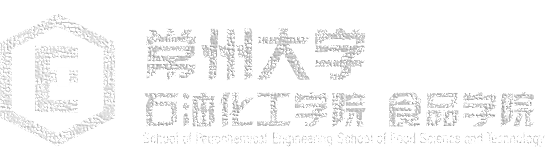 常州大学
石油化工学院 食品学院
School of Petrochemical Engineering School of Food Science and Technology